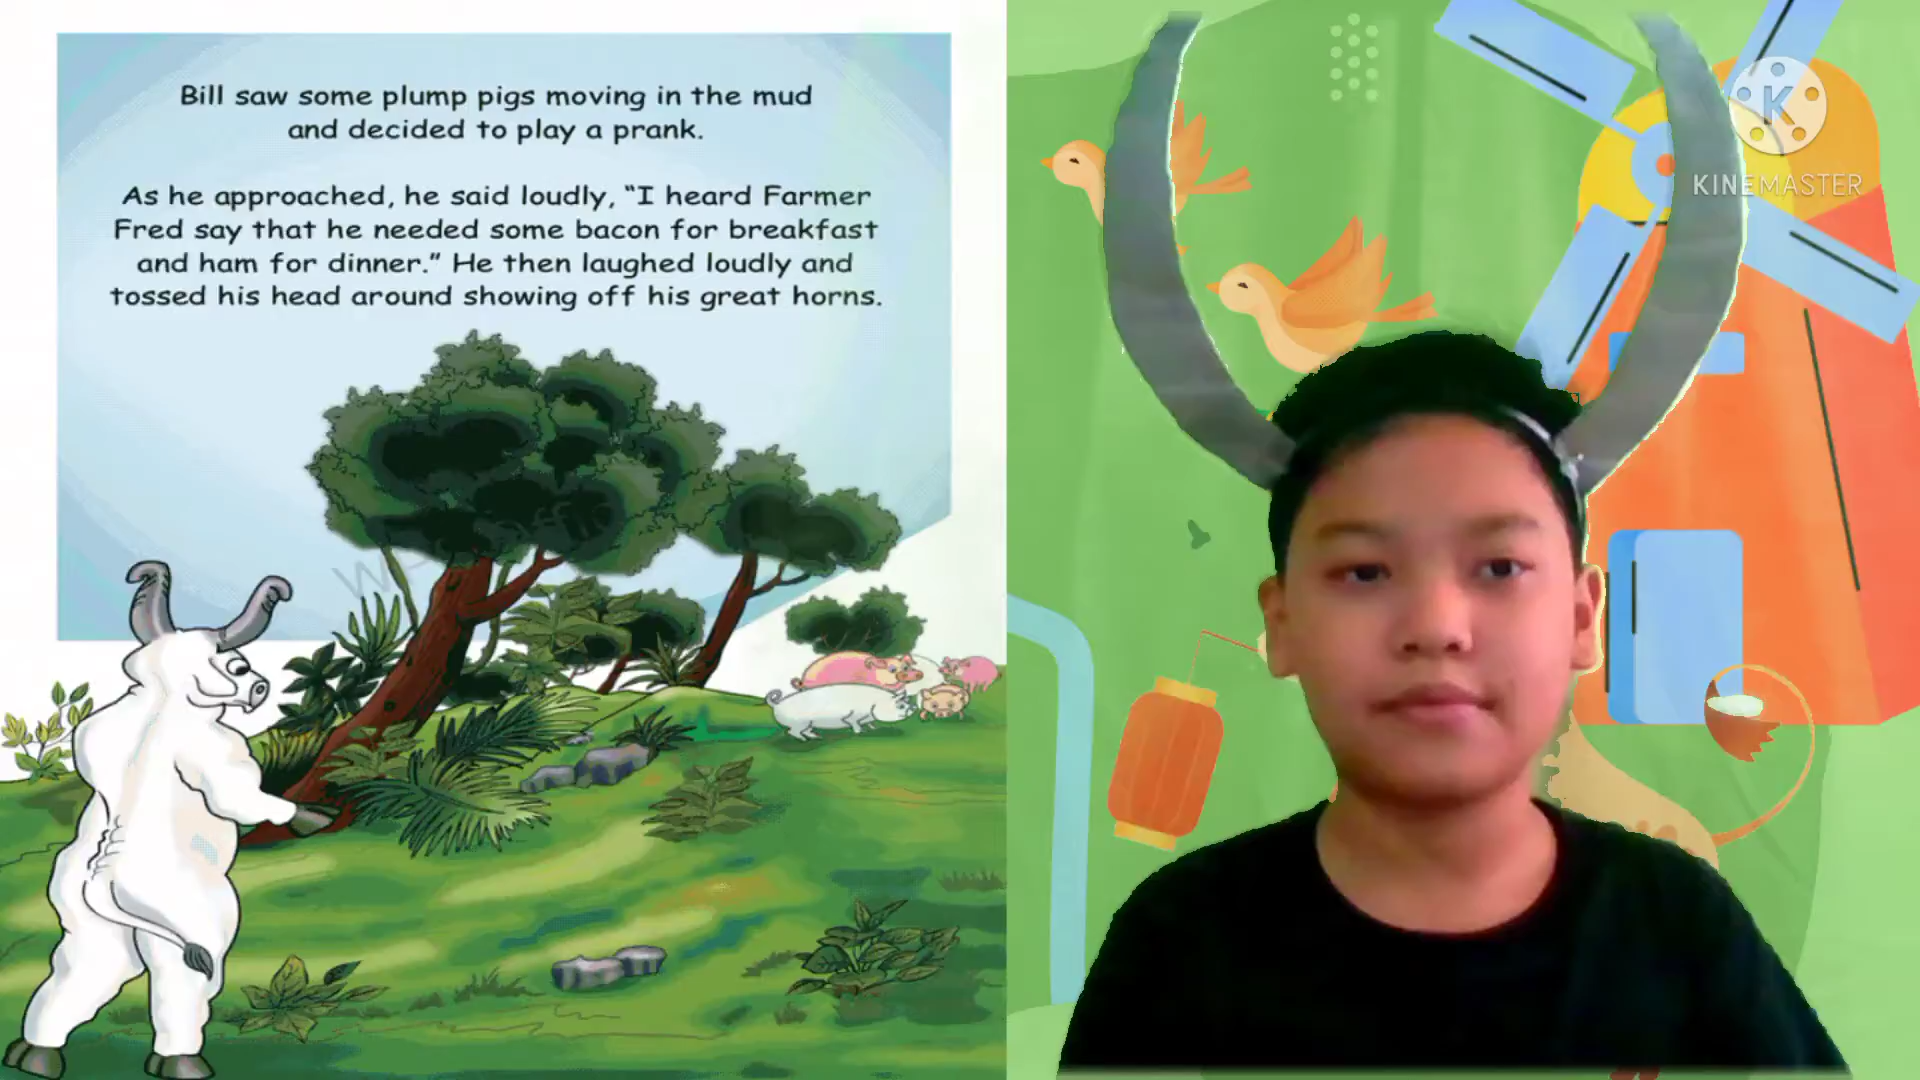 Bill saw some plump pigs moving in the mud
and decided to play a prank.
As he approached, he said loudly, “I heard Farmer
Fred say that he needed some bacon for breakfast
and ham for dinner.” He then laughed loudly and
tossed his head around showing off his great horns.
K
KINEMASTER